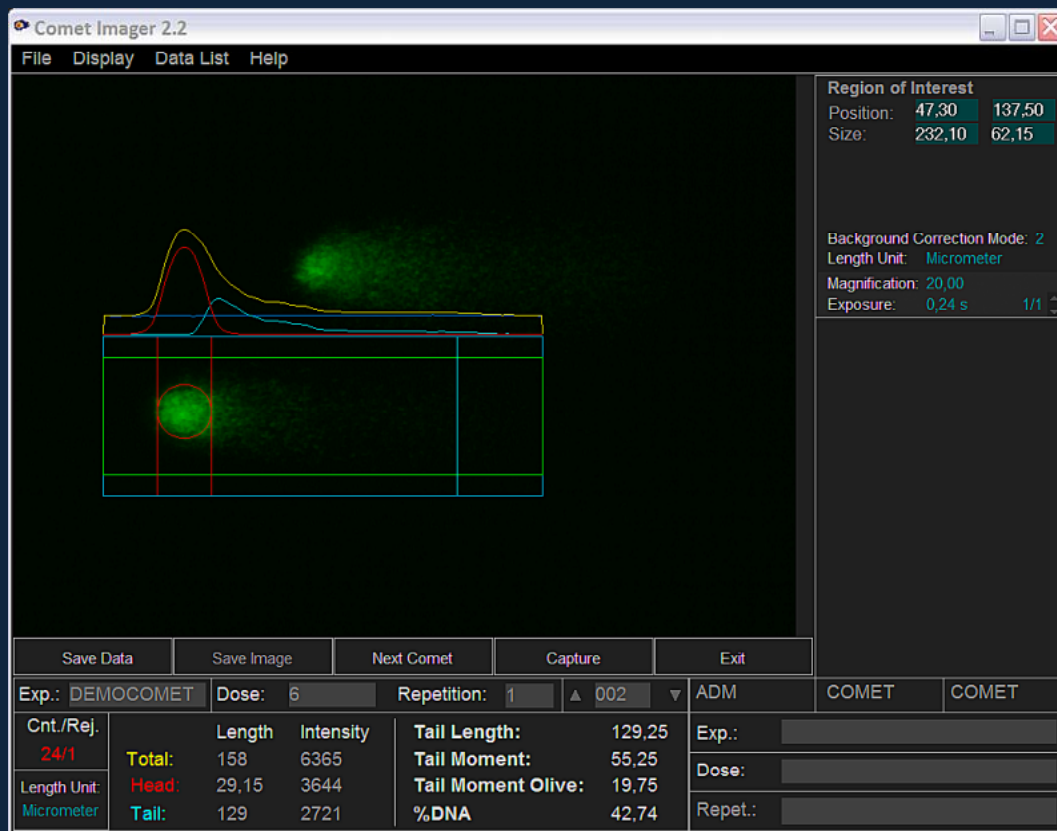 Comet Imager 2.2
File Display Data List Help
Region of Interest
Position: 47,30 137,50
Size: 232,10 62,15
Background Correction Mode: 2
Length Unit: Micrometer
Magnification: 20,00
Exposure: 0,24 s 1/1
Save Data Save Image Next Comet Capture Exit
Exp.: DEMOCOMET Dose: 6 Repetition: 1 002 ADM COMET COMET
Cnt./Rej.
24/1
Length Unit:
Micrometer
Length Intensity
Total: 158 6365
Head: 29,15 3644
Tail: 129 2721
Tail Length: 129,25
Tail Moment: 55,25
Tail Moment Olive: 19,75
%DNA 42,74
Exp.:
Dose:
Repet.: